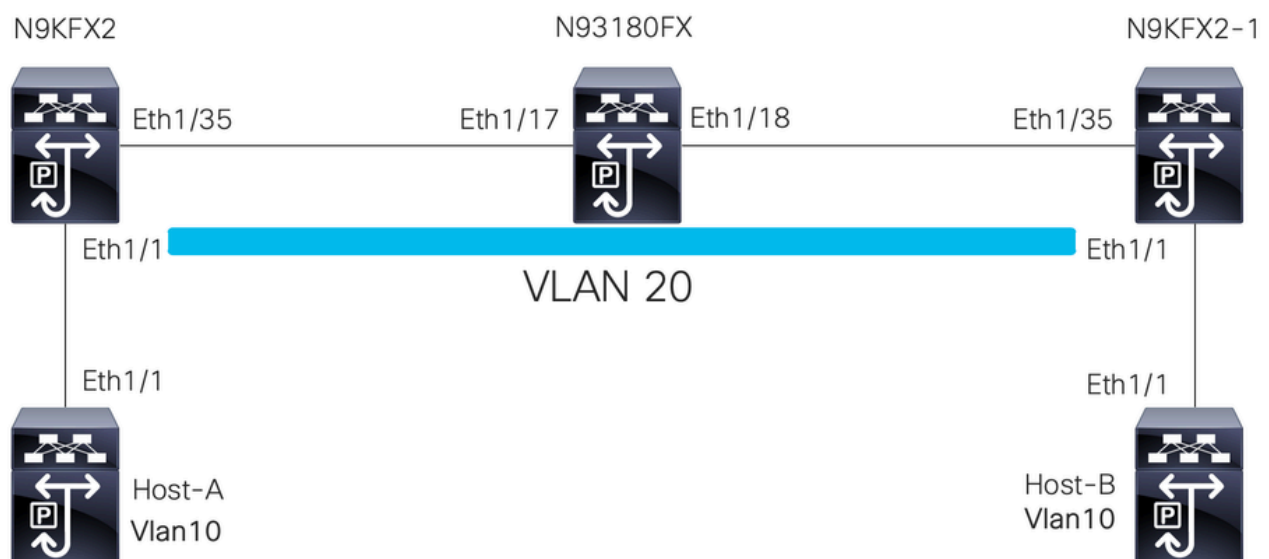 N9KFX2
N93180FX
N9KFX2-1
Eth1/35
Eth1/17
Eth1/18
Eth1/35
P
P
P
Eth1/1
Eth1/1
VLAN 20
Eth1/1
Eth1/1
Host-A
Vlan10
P
Host-B
Vlan10
P